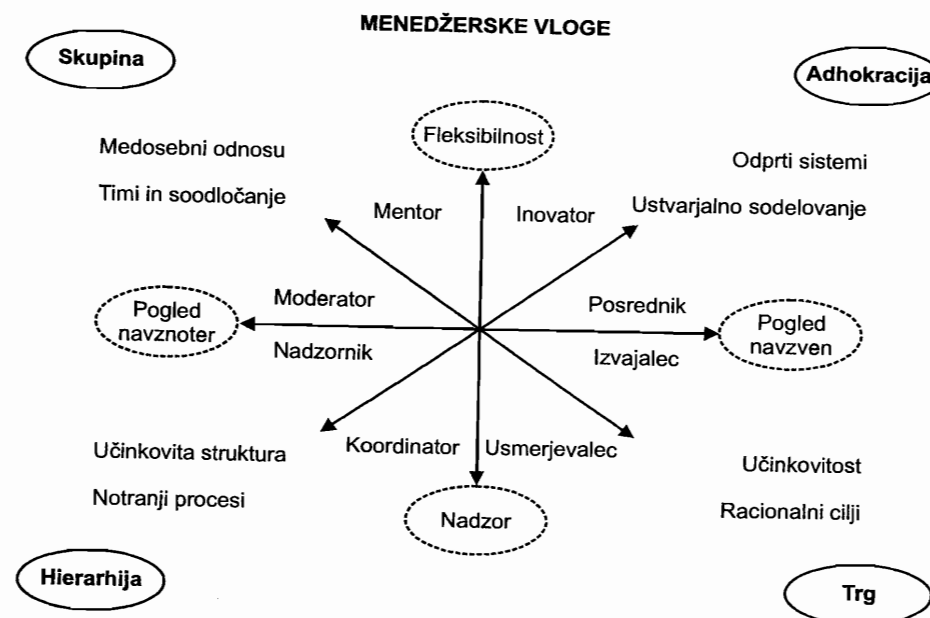 MENEDŽERSKE VLOGE
Skupina
Adhokracija
Fleksibilnost
Medosebni odnosu
Odprti sistemi
Timi in soodločanje
Mentor
Inovator
Ustvarjalno sodelovanje
Pogled
navznoter
Moderator
Posrednik
Pogled
navzven
Nadzornik
Izvajalec
Učinkovita struktura
Koordinator
Usmerjevalec
Učinkovitost
Notranji procesi
Nadzor
Racionalni cilji
Hierarhija
Trg